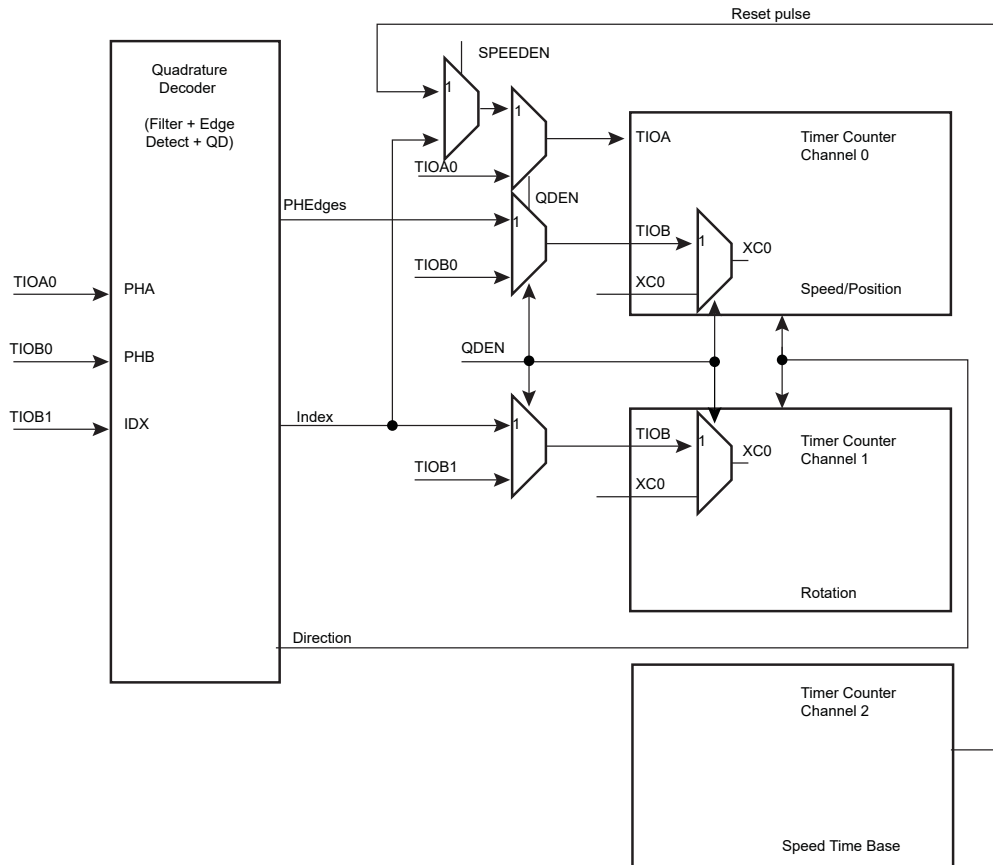 Reset pulse
SPEEDEN
Quadrature
Decoder
(Filter + Edge
Detect + QD)
1
1
TIOA
Timer Counter
Channel 0
TIOA0
QDEN
PHEdges
1
TIOB
1
XC0
TIOB0
XC0
Speed/Position
TIOA0
PHA
TIOB0
PHB
QDEN
TIOB1
IDX
Index
1
TIOB
1
XC0
Timer Counter
Channel 1
TIOB1
XC0
Rotation
Direction
Timer Counter
Channel 2
Speed Time Base